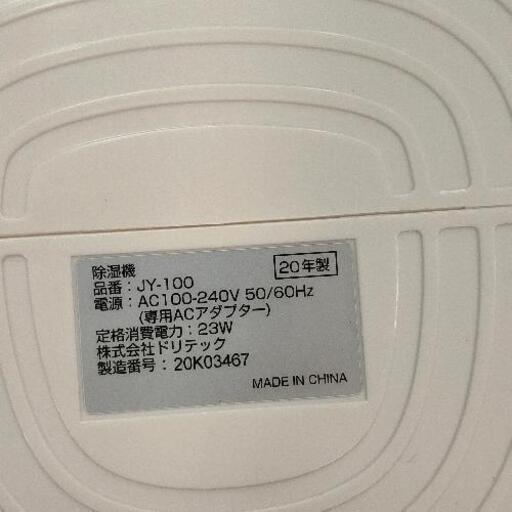 除湿機 20年製
品番：JY-100
電源：AC100-240V 50/60Hz
(専用ACアダプター)
定格消費電力：23W
株式会社ドリテック
製造番号：20K03467
MADE IN CHINA